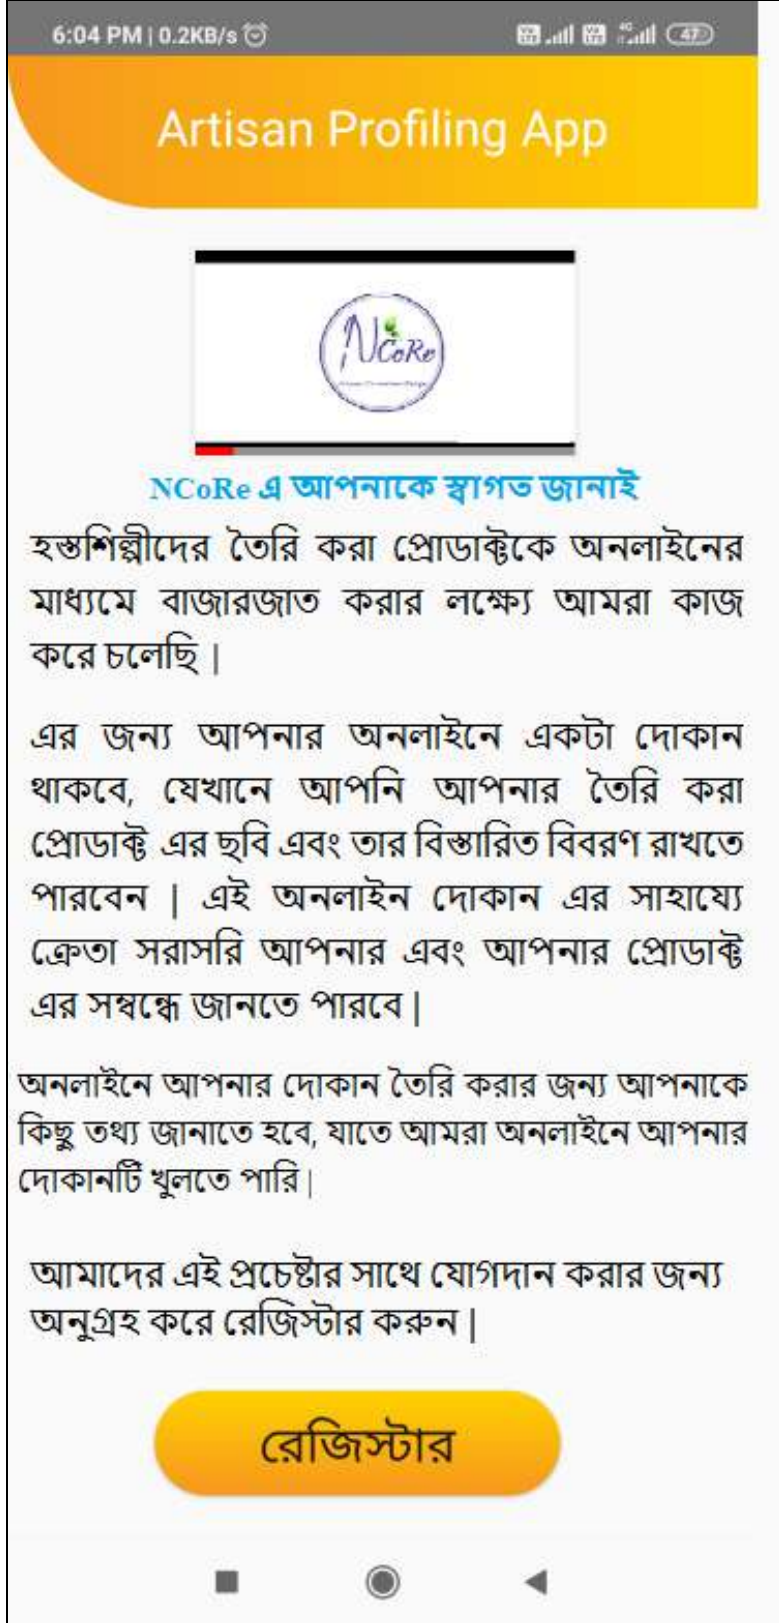 6:04 PM | 0.2KB/s
4G
47
Artisan Profiling App
NCoRe
NCoRe এ আপনাকে স্বাগত জানাই
হস্তশিল্পীদের তৈরি করা প্রোডাক্টকে অনলাইনের
মাধ্যমে বাজারজাত করার লক্ষ্যে আমরা কাজ
করে চলেছি |
এর জন্য আপনার অনলাইনে একটা দোকান
থাকবে, যেখানে আপনি আপনার তৈরি করা
প্রোডাক্ট এর ছবি এবং তার বিস্তারিত বিবরণ রাখতে
পারবেন | এই অনলাইন দোকান এর সাহায্যে
ক্রেতা সরাসরি আপনার এবং আপনার প্রোডাক্ট
এর সম্বন্ধে জানতে পারবে |
অনলাইনে আপনার দোকান তৈরি করার জন্য আপনাকে
কিছু তথ্য জানাতে হবে, যাতে আমরা অনলাইনে আপনার
দোকানটি খুলতে পারি |
আমাদের এই প্রচেষ্টার সাথে যোগদান করার জন্য
অনুগ্রহ করে রেজিস্টার করুন |
রেজিস্টার